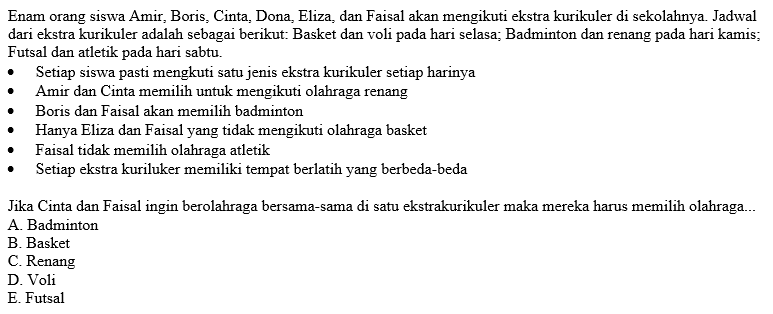 Enam orang siswa Amir, Boris, Cinta, Dona, Eliza, dan Faisal akan mengikuti ekstra kurikuler di sekolahnya. Jadwal
dari ekstra kurikuler adalah sebagai berikut: Basket dan voli pada hari selasa; Badminton dan renang pada hari kamis;
Futsal dan atletik pada hari sabtu.
• Setiap siswa pasti mengkuti satu jenis ekstra kurikuler setiap harinya
• Amir dan Cinta memilih untuk mengikuti olahraga renang
• Boris dan Faisal akan memilih badminton
• Hanya Eliza dan Faisal yang tidak mengikuti olahraga basket
• Faisal tidak memilih olahraga atletik
• Setiap ekstra kuriluker memiliki tempat berlatih yang berbeda-beda
Jika Cinta dan Faisal ingin berolahraga bersama-sama di satu ekstrakurikuler maka mereka harus memilih olahraga...
A. Badminton
B. Basket
C. Renang
D. Voli
E. Futsal